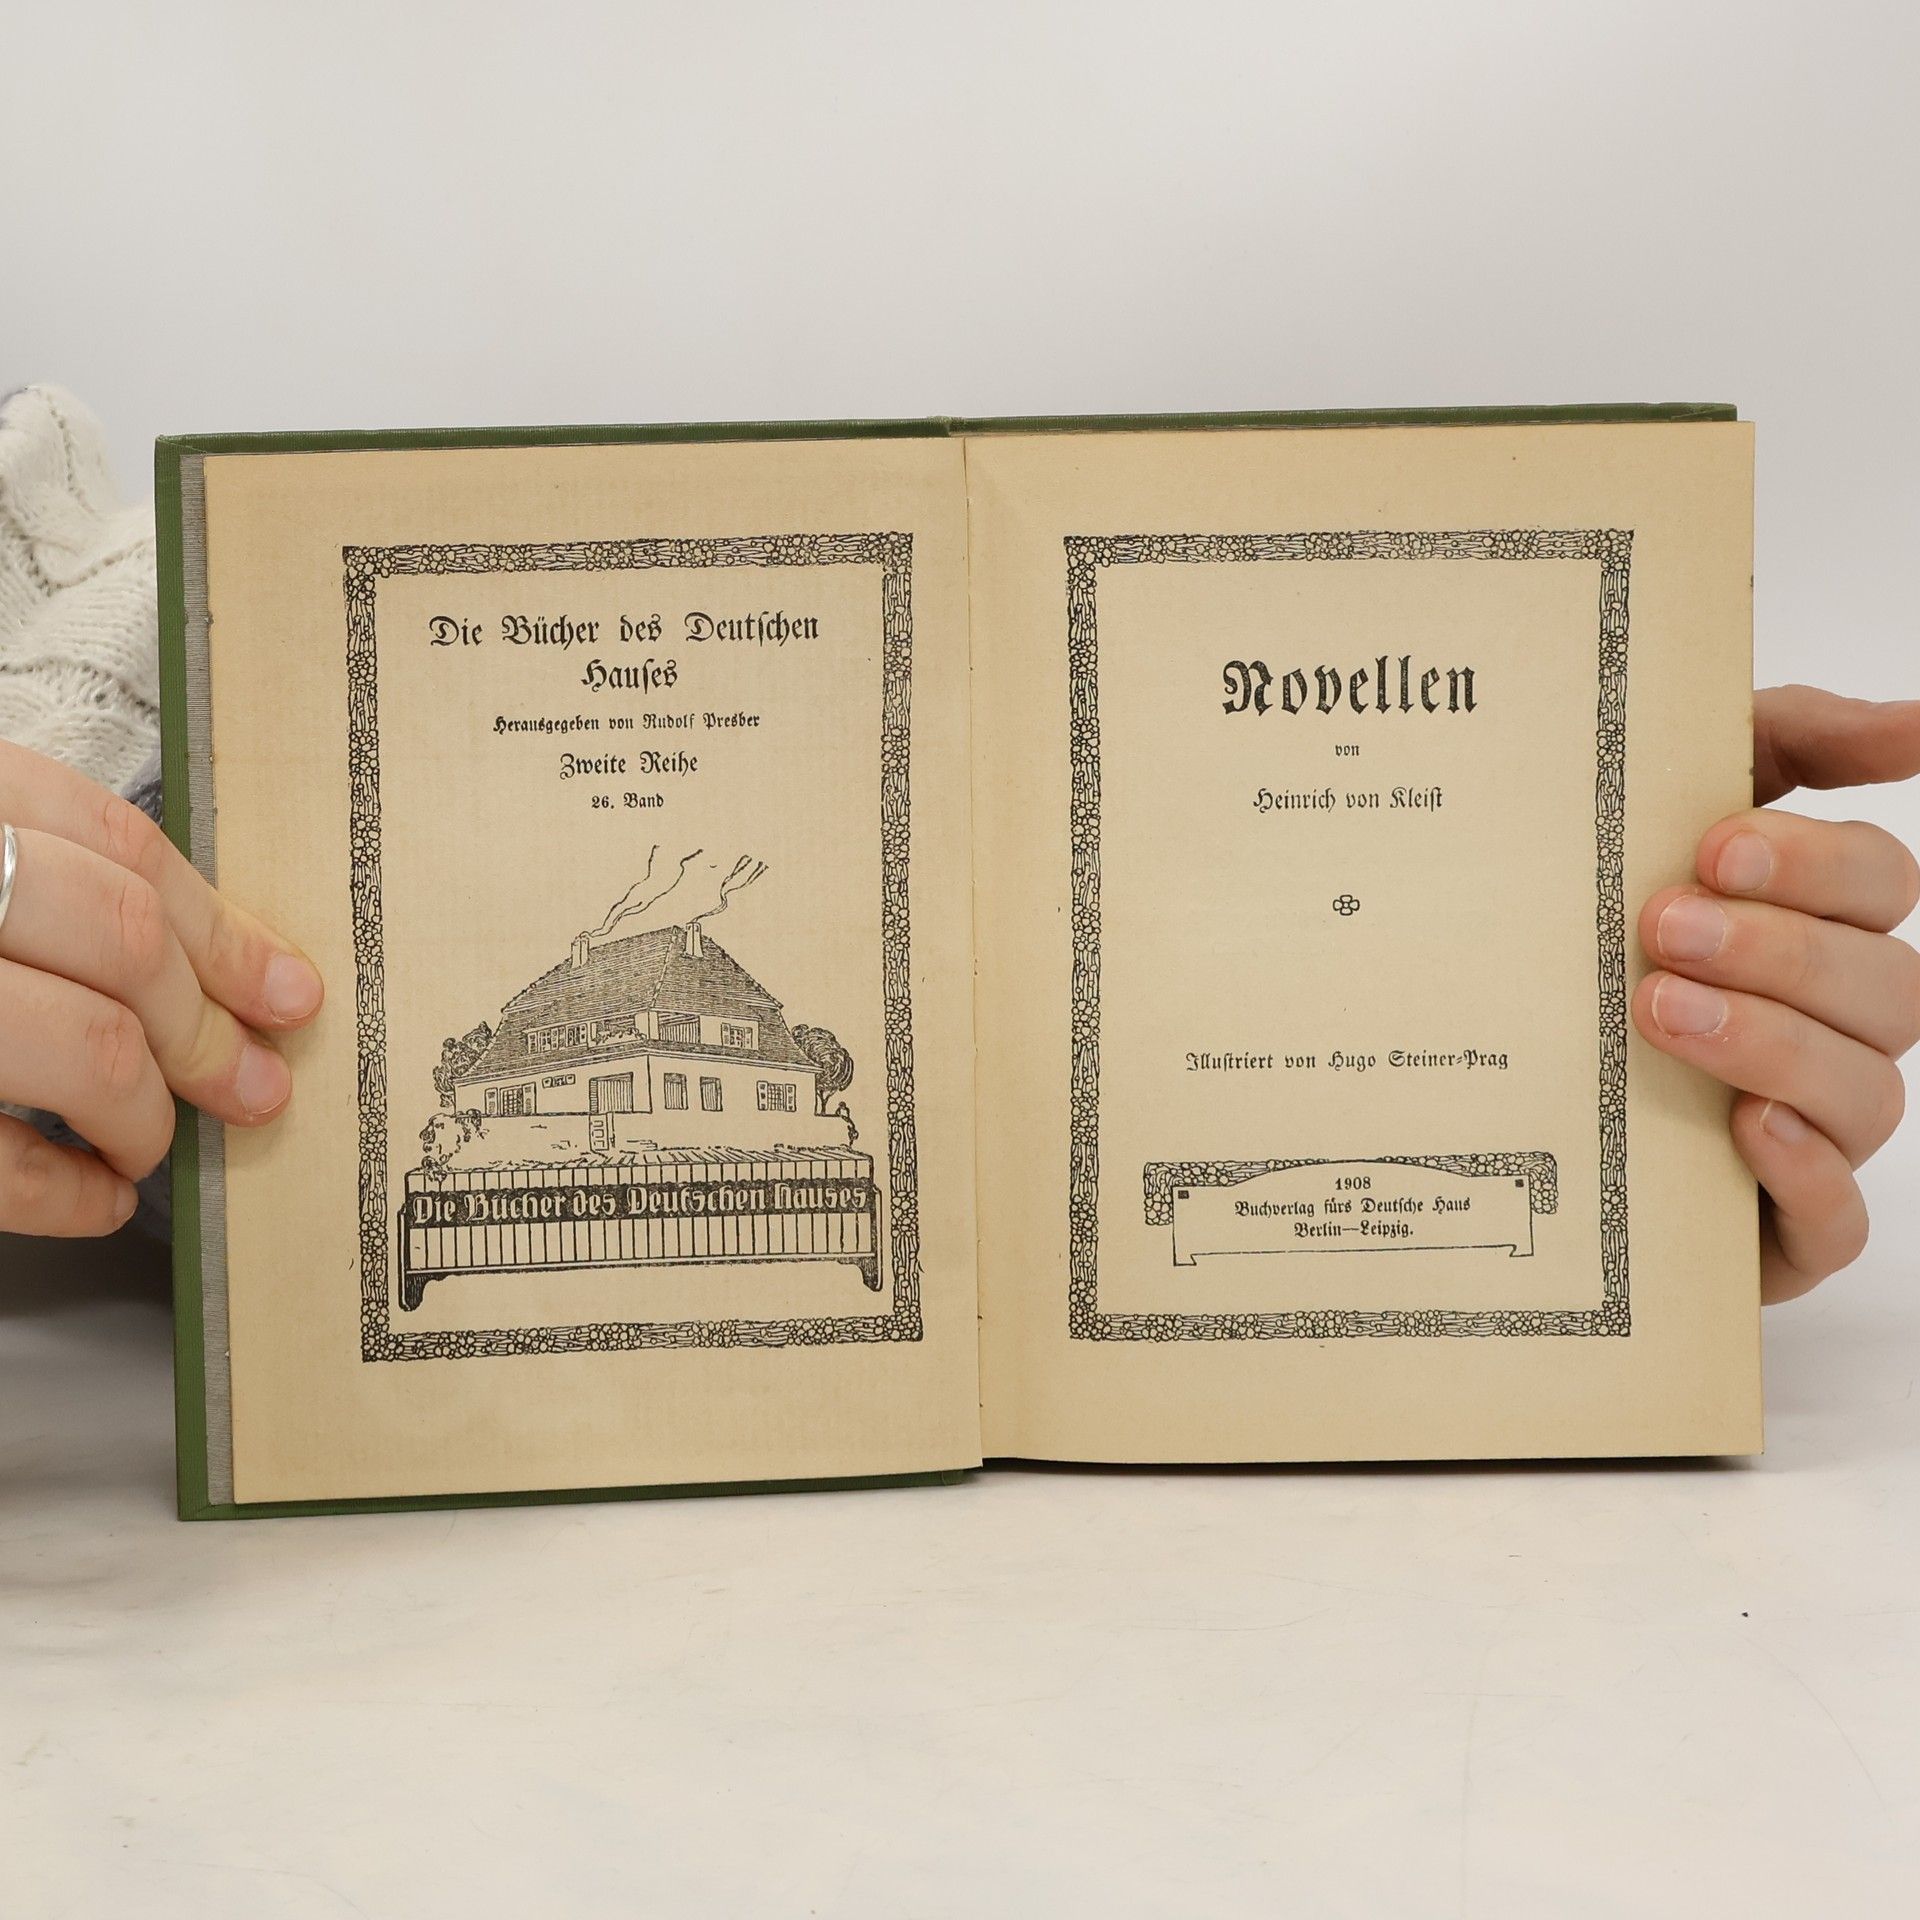 Die Bücher des Deutſchen
Hauſes
Herausgegeben von Rudolf Presber
Zweite Reihe
26. Band
Die Bücher des Deutschen Hauses
Novellen
von
Heinrich von Kleiſt
Illuſtriert von Hugo Steiner-Prag
1908
Buchverlag fürs Deutſche Haus
Berlin—Leipzig.